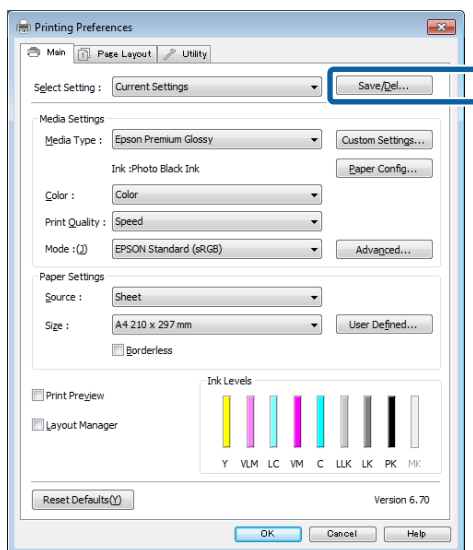 Printing Preferences
Main Page Layout Utility
Select Setting : Current Settings Save/Del...
Media Settings
Media Type : Epson Premium Glossy Custom Settings...
Ink :Photo Black Ink Paper Config...
Color : Color
Print Quality : Speed
Mode :(J) EPSON Standard (sRGB) Advanced...
Paper Settings
Source : Sheet
Size : A4 210 x 297 mm User Defined...
Borderless
Ink Levels
Print Preview
Layout Manager
Y VLM LC VM C LLK LK PK MK
Reset Defaults(Y) Version 6.70
OK Cancel Help